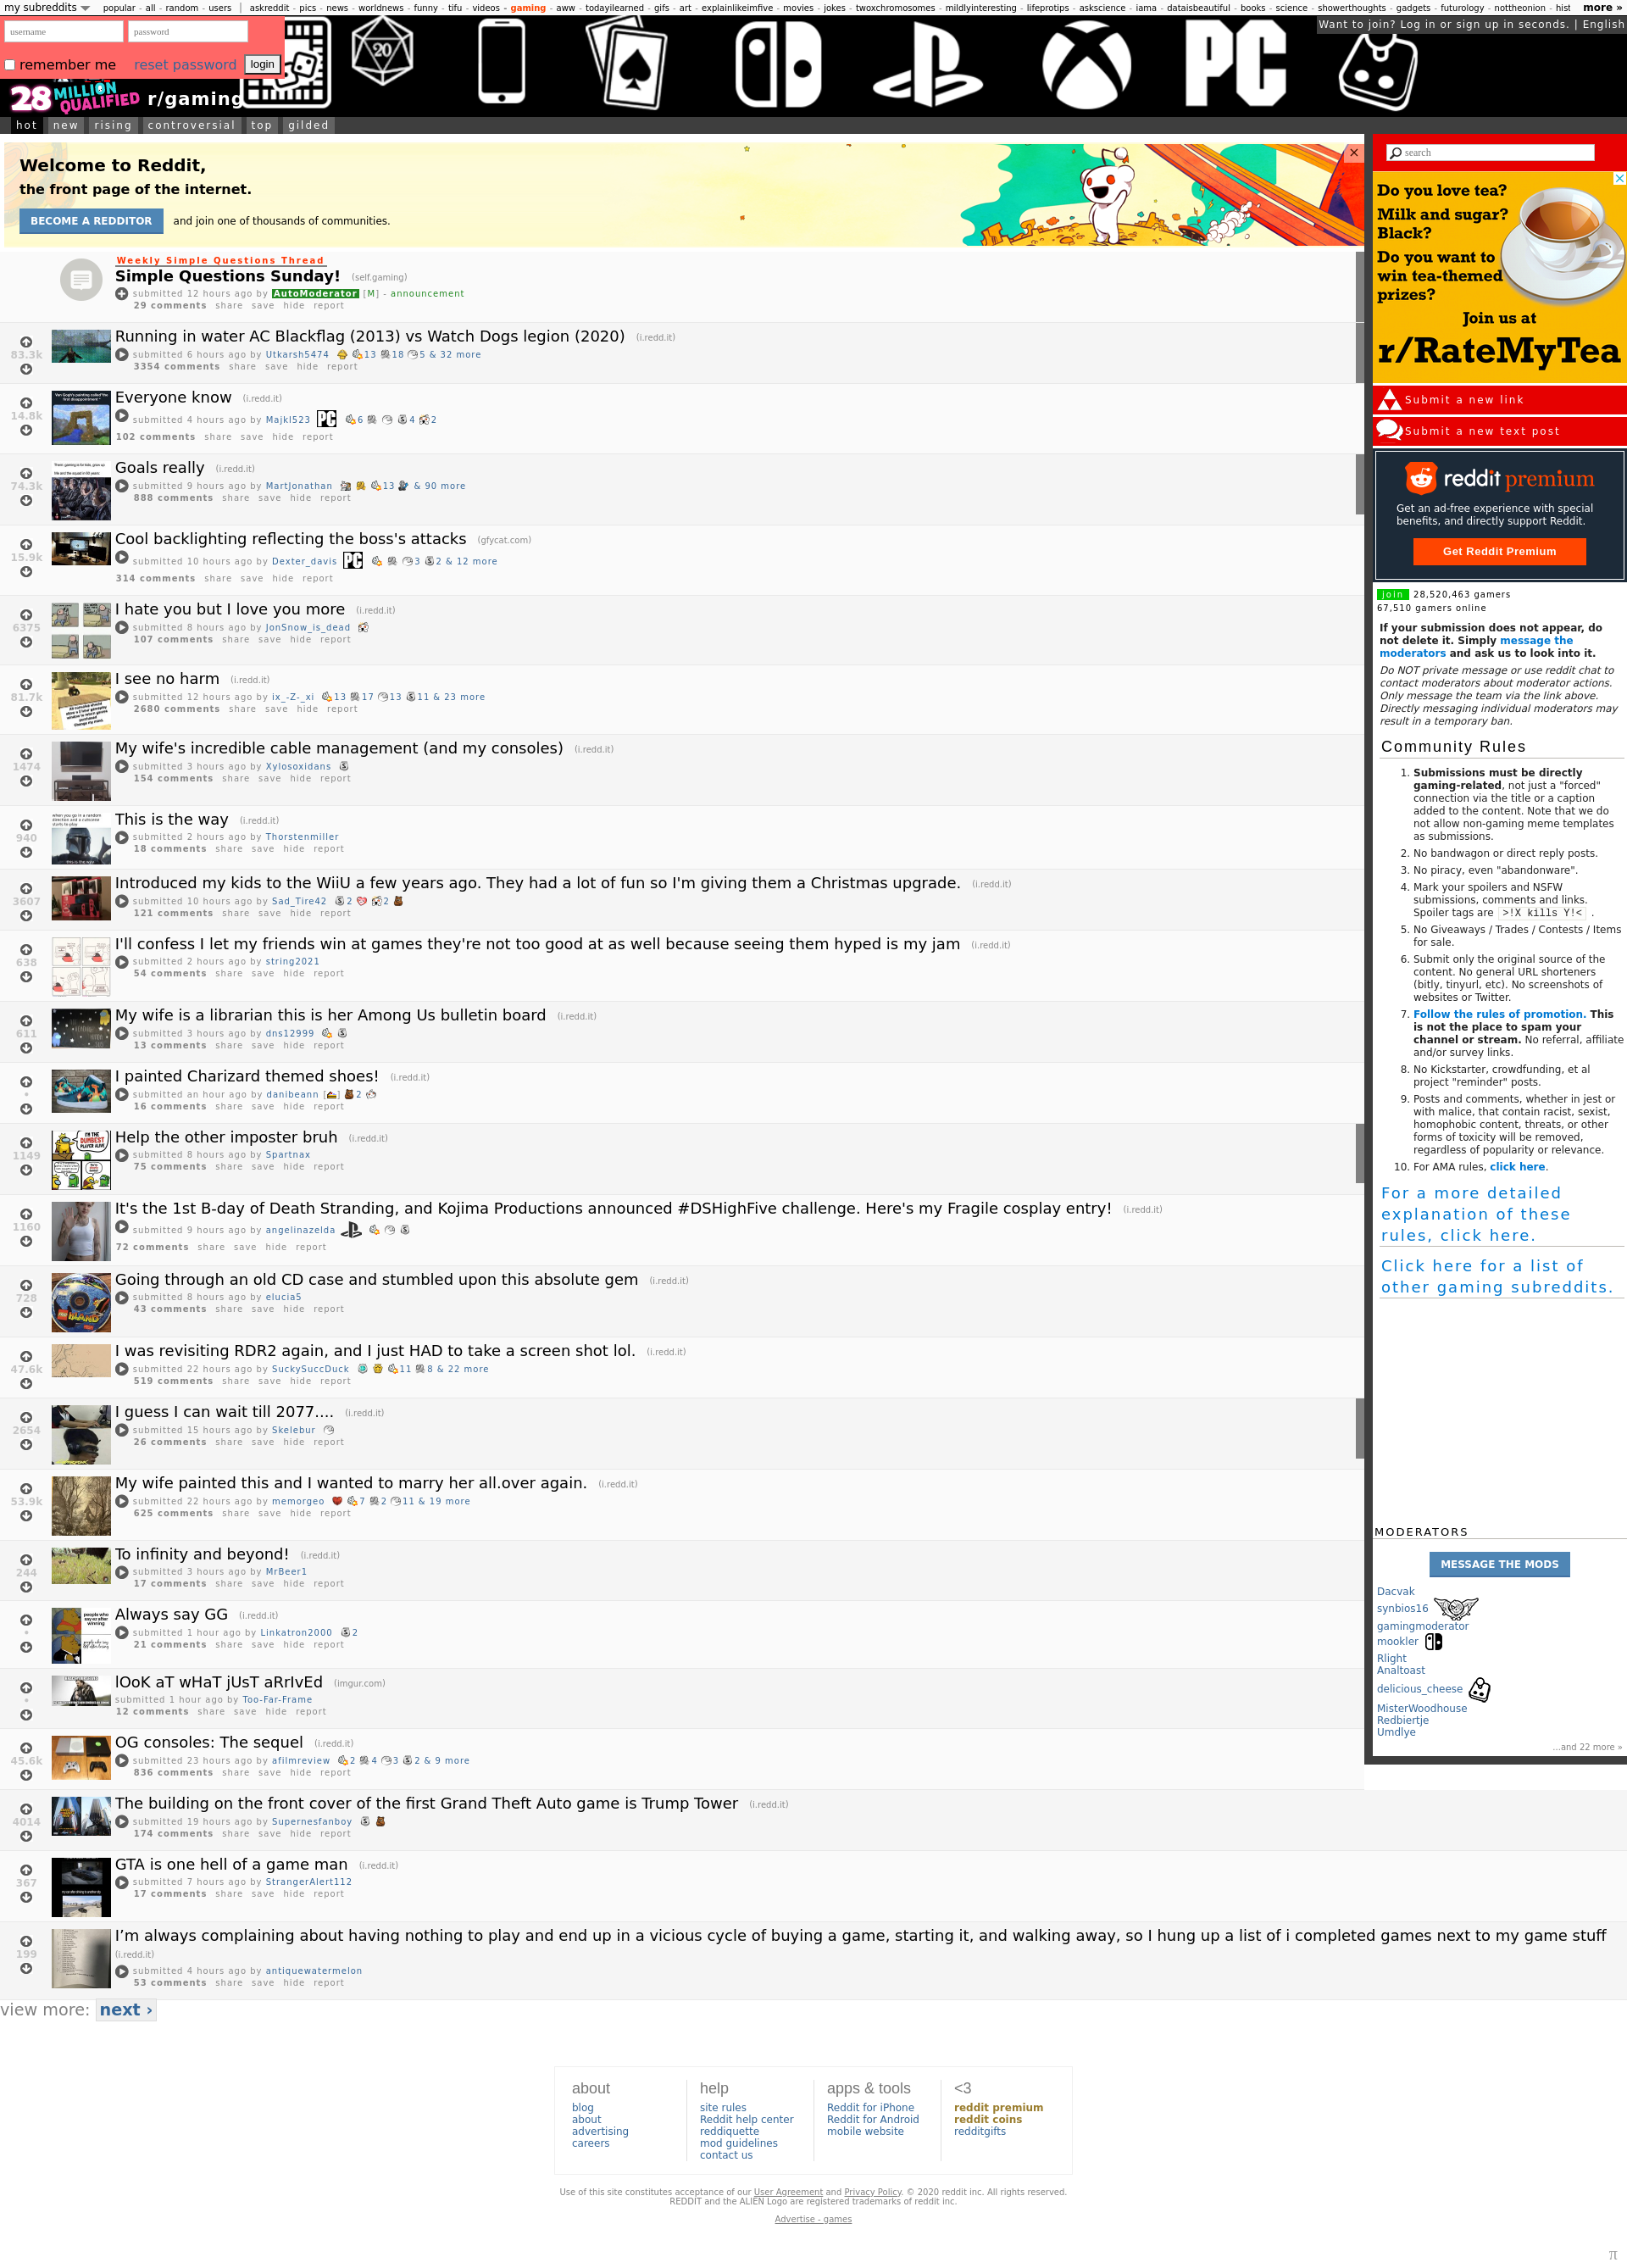 my subreddits popular - all - random - users | askreddit - pics - news - worldnews - funny - tifu - videos - gaming - aww - todayilearned - gifs - art - explainlikeimfive - movies - jokes - twoxchromosomes - mildlyinteresting - lifeprotips - askscience - iama - dataisbeautiful - books - science - showerthoughts - gadgets - futurology - nottheonion - hist more »
username password
Want to join? Log in or sign up in seconds. | English
remember me reset password login
28 MILLION QUALIFIED r/gaming
20
PC
hot new rising controversial top gilded
Welcome to Reddit,
the front page of the internet.
BECOME A REDDITOR and join one of thousands of communities.
Weekly Simple Questions Thread
Simple Questions Sunday! (self.gaming)
submitted 12 hours ago by AutoModerator [M] - announcement
29 comments share save hide report
83.3k
Running in water AC Blackflag (2013) vs Watch Dogs legion (2020) (i.redd.it)
submitted 6 hours ago by Utkarsh5474 13 18 5 & 32 more
3354 comments share save hide report
14.8k
Everyone know (i.redd.it)
submitted 4 hours ago by Majkl523 PC 6 4 2
102 comments share save hide report
74.3k
Goals really (i.redd.it)
submitted 9 hours ago by MartJonathan 13 & 90 more
888 comments share save hide report
15.9k
Cool backlighting reflecting the boss's attacks (gfycat.com)
submitted 10 hours ago by Dexter_davis PC 3 2 & 12 more
314 comments share save hide report
6375
I hate you but I love you more (i.redd.it)
submitted 8 hours ago by JonSnow_is_dead
107 comments share save hide report
81.7k
I see no harm (i.redd.it)
submitted 12 hours ago by ix_-Z-_xi 13 17 13 11 & 23 more
2680 comments share save hide report
1474
My wife's incredible cable management (and my consoles) (i.redd.it)
submitted 3 hours ago by Xylosoxidans
154 comments share save hide report
940
This is the way (i.redd.it)
submitted 2 hours ago by Thorstenmiller
18 comments share save hide report
3607
Introduced my kids to the WiiU a few years ago. They had a lot of fun so I'm giving them a Christmas upgrade. (i.redd.it)
submitted 10 hours ago by Sad_Tire42 2 2
121 comments share save hide report
638
I'll confess I let my friends win at games they're not too good at as well because seeing them hyped is my jam (i.redd.it)
submitted 2 hours ago by string2021
54 comments share save hide report
611
My wife is a librarian this is her Among Us bulletin board (i.redd.it)
submitted 3 hours ago by dns12999
13 comments share save hide report
•
I painted Charizard themed shoes! (i.redd.it)
submitted an hour ago by danibeann [] 2
16 comments share save hide report
1149
I'M THE DUMBEST PLAYER ALIVE
Help the other imposter bruh (i.redd.it)
submitted 8 hours ago by Spartnax
75 comments share save hide report
1160
It's the 1st B-day of Death Stranding, and Kojima Productions announced #DSHighFive challenge. Here's my Fragile cosplay entry! (i.redd.it)
submitted 9 hours ago by angelinazelda
72 comments share save hide report
728
Going through an old CD case and stumbled upon this absolute gem (i.redd.it)
submitted 8 hours ago by elucia5
43 comments share save hide report
47.6k
I was revisiting RDR2 again, and I just HAD to take a screen shot lol. (i.redd.it)
submitted 22 hours ago by SuckySuccDuck 11 8 & 22 more
519 comments share save hide report
2654
I guess I can wait till 2077.... (i.redd.it)
submitted 15 hours ago by Skelebur
26 comments share save hide report
53.9k
My wife painted this and I wanted to marry her all.over again. (i.redd.it)
submitted 22 hours ago by memorgeo 7 2 11 & 19 more
625 comments share save hide report
244
To infinity and beyond! (i.redd.it)
submitted 3 hours ago by MrBeer1
17 comments share save hide report
•
people who say ez after winning
Always say GG (i.redd.it)
submitted 1 hour ago by Linkatron2000 2
21 comments share save hide report
•
lOoK aT wHaT jUsT aRrIvEd (imgur.com)
submitted 1 hour ago by Too-Far-Frame
12 comments share save hide report
45.6k
OG consoles: The sequel (i.redd.it)
submitted 23 hours ago by afilmreview 2 4 3 2 & 9 more
836 comments share save hide report
4014
The building on the front cover of the first Grand Theft Auto game is Trump Tower (i.redd.it)
submitted 19 hours ago by Supernesfanboy
174 comments share save hide report
367
GTA is one hell of a game man (i.redd.it)
submitted 7 hours ago by StrangerAlert112
17 comments share save hide report
199
I’m always complaining about having nothing to play and end up in a vicious cycle of buying a game, starting it, and walking away, so I hung up a list of i completed games next to my game stuff
(i.redd.it)
submitted 4 hours ago by antiquewatermelon
53 comments share save hide report
view more: next ›
search
Do you love tea?
Milk and sugar?
Black?
Do you want to
win tea-themed
prizes?
Join us at
r/RateMyTea
Submit a new link
Submit a new text post
reddit premium
Get an ad-free experience with special
benefits, and directly support Reddit.
Get Reddit Premium
join 28,520,463 gamers
67,510 gamers online
If your submission does not appear, do
not delete it. Simply message the
moderators and ask us to look into it.
Do NOT private message or use reddit chat to
contact moderators about moderator actions.
Only message the team via the link above.
Directly messaging individual moderators may
result in a temporary ban.
Community Rules
1. Submissions must be directly
gaming-related, not just a "forced"
connection via the title or a caption
added to the content. Note that we do
not allow non-gaming meme templates
as submissions.
2. No bandwagon or direct reply posts.
3. No piracy, even "abandonware".
4. Mark your spoilers and NSFW
submissions, comments and links.
Spoiler tags are >!X kills Y!< .
5. No Giveaways / Trades / Contests / Items
for sale.
6. Submit only the original source of the
content. No general URL shorteners
(bitly, tinyurl, etc). No screenshots of
websites or Twitter.
7. Follow the rules of promotion. This
is not the place to spam your
channel or stream. No referral, affiliate
and/or survey links.
8. No Kickstarter, crowdfunding, et al
project "reminder" posts.
9. Posts and comments, whether in jest or
with malice, that contain racist, sexist,
homophobic content, threats, or other
forms of toxicity will be removed,
regardless of popularity or relevance.
10. For AMA rules, click here.
For a more detailed
explanation of these
rules, click here.
Click here for a list of
other gaming subreddits.
MODERATORS
MESSAGE THE MODS
Dacvak
synbios16
gamingmoderator
mookler
Rlight
Analtoast
delicious_cheese
MisterWoodhouse
Redbiertje
Umdlye
...and 22 more »
about
blog
about
advertising
careers
help
site rules
Reddit help center
reddiquette
mod guidelines
contact us
apps & tools
Reddit for iPhone
Reddit for Android
mobile website
<3
reddit premium
reddit coins
redditgifts
Use of this site constitutes acceptance of our User Agreement and Privacy Policy. © 2020 reddit inc. All rights reserved.
REDDIT and the ALIEN Logo are registered trademarks of reddit inc.
Advertise - games
π